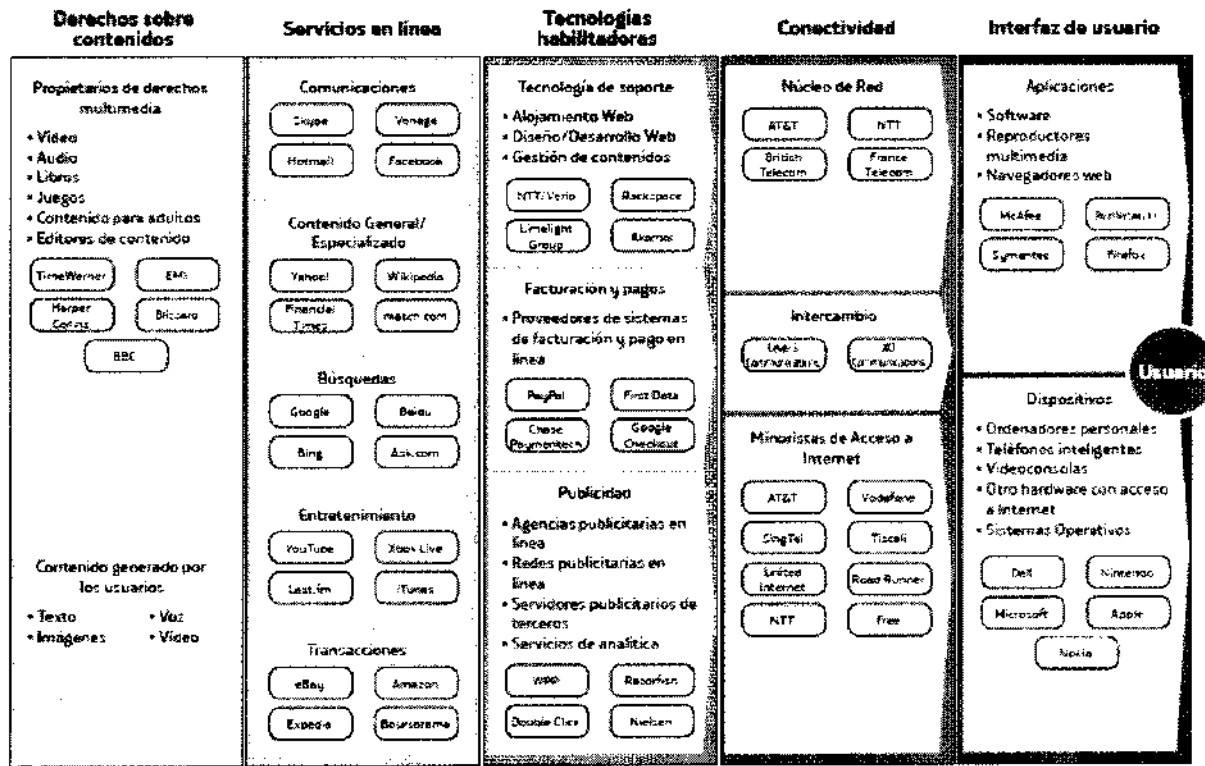 Derechos sobre
contenidos
Propietarios de derechos
multimedia
• Vídeo
• Audio
• Libros
• Juegos
• Contenido para adultos
• Editores de contenido
TimeWarner
EMI
Harper
BBC
Contenido generado por
los usuarios
• Texto
• Voz
• Imágenes
• Vídeo
Servicios en línea
Comunicaciones
Skype
Vonage
Hotmail
Facebook
Contenido General/
Especializado
Yahoo!
Wikipedia
Financial
Times
match.com
Búsquedas
Google
Baidu
Bing
Ask.com
Entretenimiento
YouTube
Xbox Live
Last.fm
iTunes
Transacciones
eBay
Amazon
Expedia
Boursorama
Tecnologías
habilitadoras
Tecnología de soporte
• Alojamiento Web
• Diseño/Desarrollo Web
• Gestión de contenidos
NTT/Verio
Rackspace
Limelight
Group
Akamai
Facturación y pagos
• Proveedores de sistemas
de facturación y pago en
línea
PayPal
First Data
Chase
Paymentech
Google
Checkout
Publicidad
• Agencias publicitarias en
línea
• Redes publicitarias en
línea
• Servidores publicitarios de
terceros
• Servicios de analítica
WPP
Razorfish
Double Click
Nielsen
Conectividad
Núcleo de Red
AT&T
NTT
British
Telecom
France
Telecom
Intercambio
Level 3
Communications
XO
Communications
Minoristas de Acceso a
Internet
AT&T
Vodafone
SingTel
Tiscali
United
Internet
Road Runner
NTT
Free
Interfaz de usuario
Aplicaciones
• Software
• Reproductores
multimedia
• Navegadores web
McAfee
Symantec
Firefox
Usuario
Dispositivos
• Ordenadores personales
• Teléfonos inteligentes
• Videoconsolas
• Otro hardware con acceso
a Internet
• Sistemas Operativos
Dell
Nintendo
Microsoft
Apple
Nokia